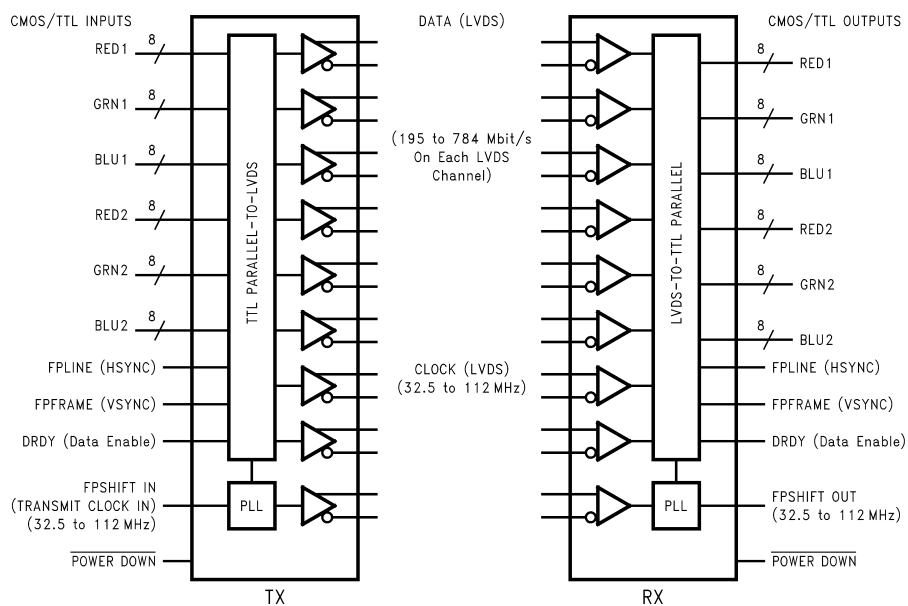 CMOS/TTL INPUTS
DATA (LVDS)
CMOS/TTL OUTPUTS
RED1
8
GRN1
8
BLU1
8
RED2
8
GRN2
8
BLU2
8
FPLINE (HSYNC)
FPFRAME (VSYNC)
DRDY (Data Enable)
FPSHIFT IN
(TRANSMIT CLOCK IN)
(32.5 to 112 MHz)
POWER DOWN
TTL PARALLEL-TO-LVDS
PLL
TX
(195 to 784 Mbit/s
On Each LVDS
Channel)
CLOCK (LVDS)
(32.5 to 112 MHz)
LVDS-TO-TTL PARALLEL
PLL
RX
8
RED1
8
GRN1
8
BLU1
8
RED2
8
GRN2
8
BLU2
FPLINE (HSYNC)
FPFRAME (VSYNC)
DRDY (Data Enable)
FPSHIFT OUT
(32.5 to 112 MHz)
POWER DOWN